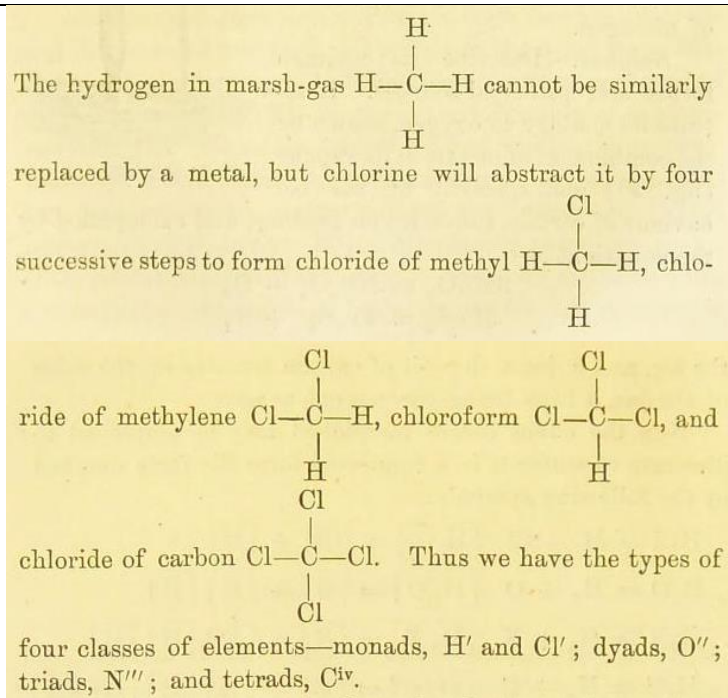 H
|
The hydrogen in marsh-gas H—C—H cannot be similarly
|
H
replaced by a metal, but chlorine will abstract it by four
Cl
|
successive steps to form chloride of methyl H—C—H, chlo-
|
H
Cl Cl
| |
ride of methylene Cl—C—H, chloroform Cl—C—Cl, and
| |
H H
Cl
|
chloride of carbon Cl—C—Cl. Thus we have the types of
|
Cl
four classes of elements—monads, H′ and Cl′ ; dyads, O″ ;
triads, N‴ ; and tetrads, Cⁱᵛ.